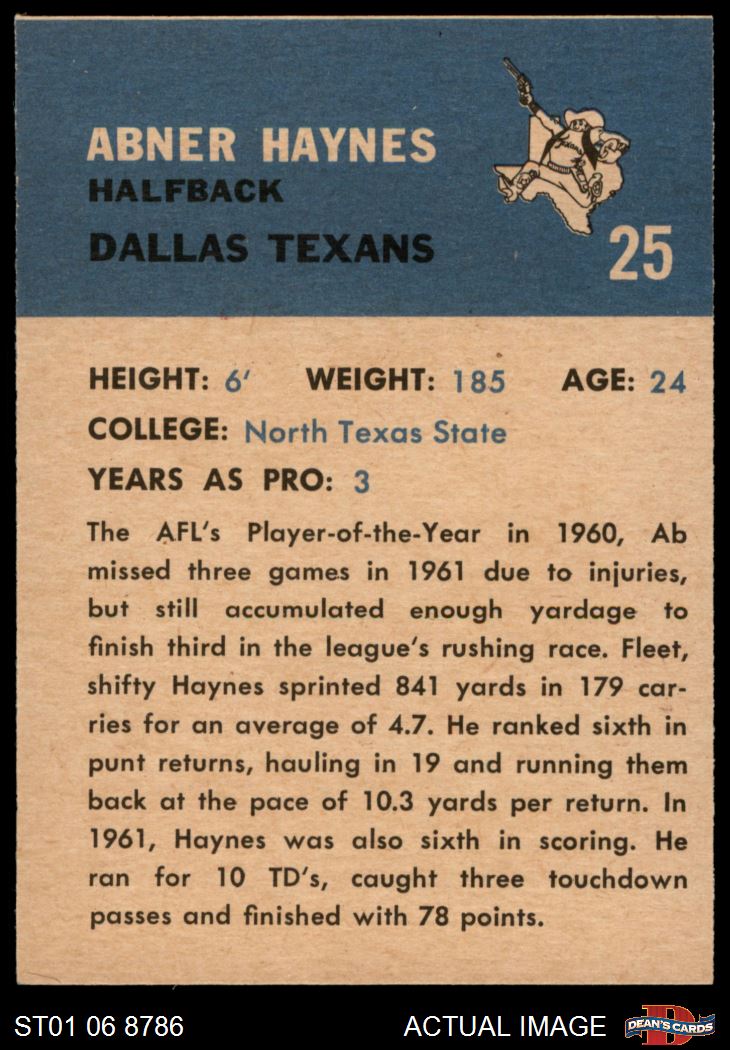 ABNER HAYNES
HALFBACK
DALLAS TEXANS
Texans
25
HEIGHT: 6' WEIGHT: 185 AGE: 24
COLLEGE: North Texas State
YEARS AS PRO: 3
The AFL's Player-of-the-Year in 1960, Ab
missed three games in 1961 due to injuries,
but still accumulated enough yardage to
finish third in the league's rushing race. Fleet,
shifty Haynes sprinted 841 yards in 179 car-
ries for an average of 4.7. He ranked sixth in
punt returns, hauling in 19 and running them
back at the pace of 10.3 yards per return. In
1961, Haynes was also sixth in scoring. He
ran for 10 TD's, caught three touchdown
passes and finished with 78 points.
ST01 06 8786 ACTUAL IMAGE
D
DEAN'S CARDS